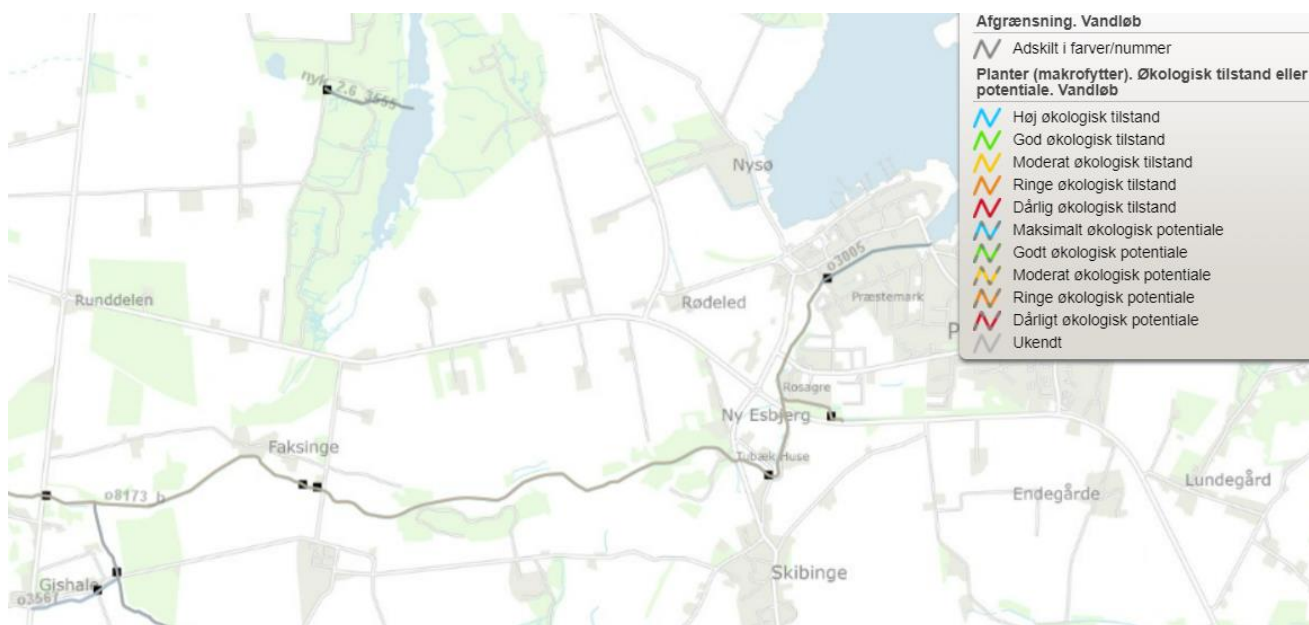 Afgrænsning. Vandløb
Adskilt i farver/nummer
Planter (makrofytter). Økologisk tilstand eller
potentiale. Vandløb
Høj økologisk tilstand
God økologisk tilstand
Moderat økologisk tilstand
Ringe økologisk tilstand
Dårlig økologisk tilstand
Maksimalt økologisk potentiale
Godt økologisk potentiale
Moderat økologisk potentiale
Ringe økologisk potentiale
Dårligt økologisk potentiale
Ukendt
nyk_2.6_3555
Nysø
o3005
Præstemark
Runddelen
Rødeled
P
Rosagre
Ny Esbjerg
Faksinge
Tubæk Huse
o8173_b
Endegårde
Lundegård
Skibinge
Gishale
o3567